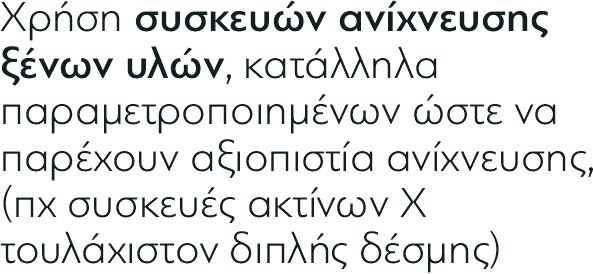 Χρήση συσκευών ανίχνευσης
ξένων υλών, κατάλληλα
παραμετροποιημένων ώστε να
παρέχουν αξιοπιστία ανίχνευσης,
(πχ συσκευές ακτίνων Χ
τουλάχιστον διπλής δέσμης)